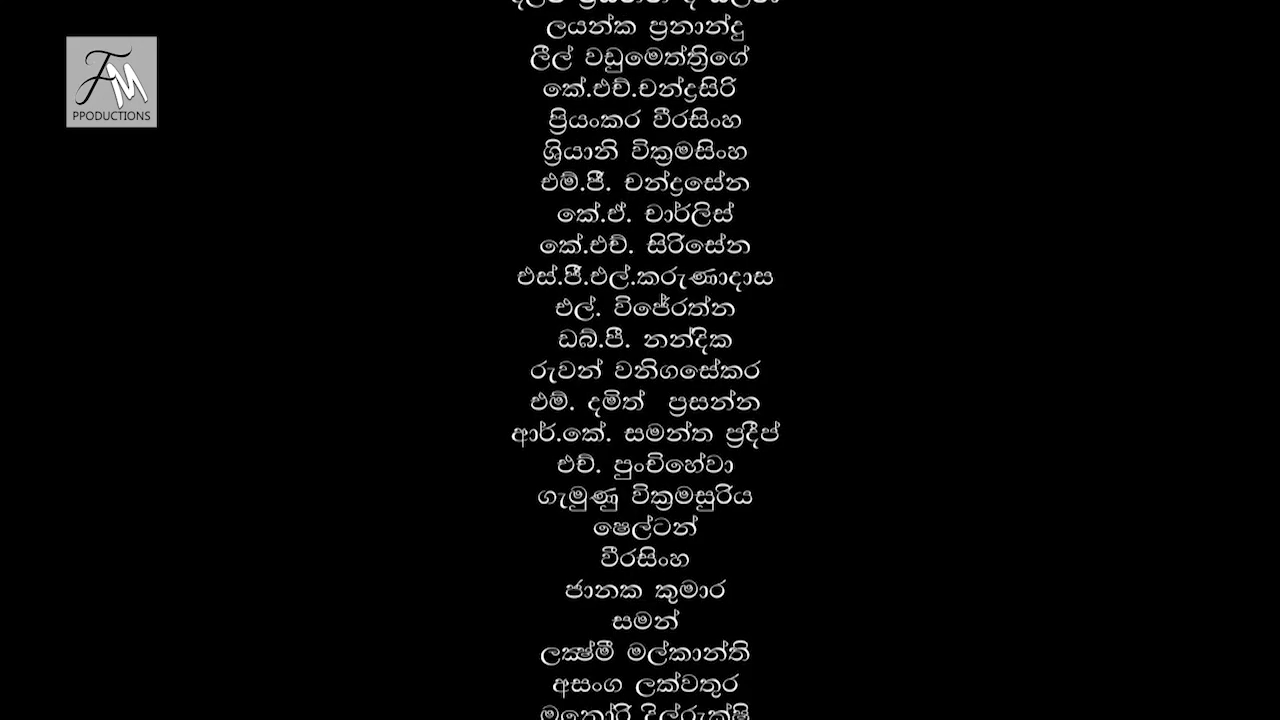 ලයන්ක ප්‍රනාන්දු
ලීල් වඩුමෙත්ත්‍රිගේ
කේ.එච්.චන්ද්‍රසිරි
ප්‍රියංකර වීරසිංහ
ශ්‍රියානි වික්‍රමසිංහ
එම්.ජී. චන්ද්‍රසේන
කේ.ඒ. චාර්ලිස්
කේ.එච්. සිරිසේන
එස්.ජී.එල්.කරුණාදාස
එල්. විජේරත්න
ඩබ්.පී. නන්දික
රුවන් වනිගසේකර
එම්. දමිත් ප්‍රසන්න
ආර්.කේ. සමන්ත ප්‍රදීප්
එච්. පුංචිහේවා
ගැමුණු වික්‍රමසුරිය
ෂෙල්ටන්
වීරසිංහ
ජානක කුමාර
සමන්
ලක්‍ෂ්මී මල්කාන්ති
අසංග ලක්වතුර
FM
PPODUCTIONS